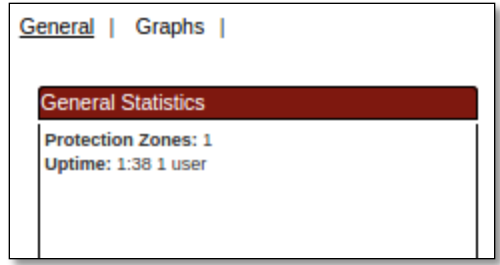 General | Graphs |
General Statistics
Protection Zones: 1
Uptime: 1:38 1 user